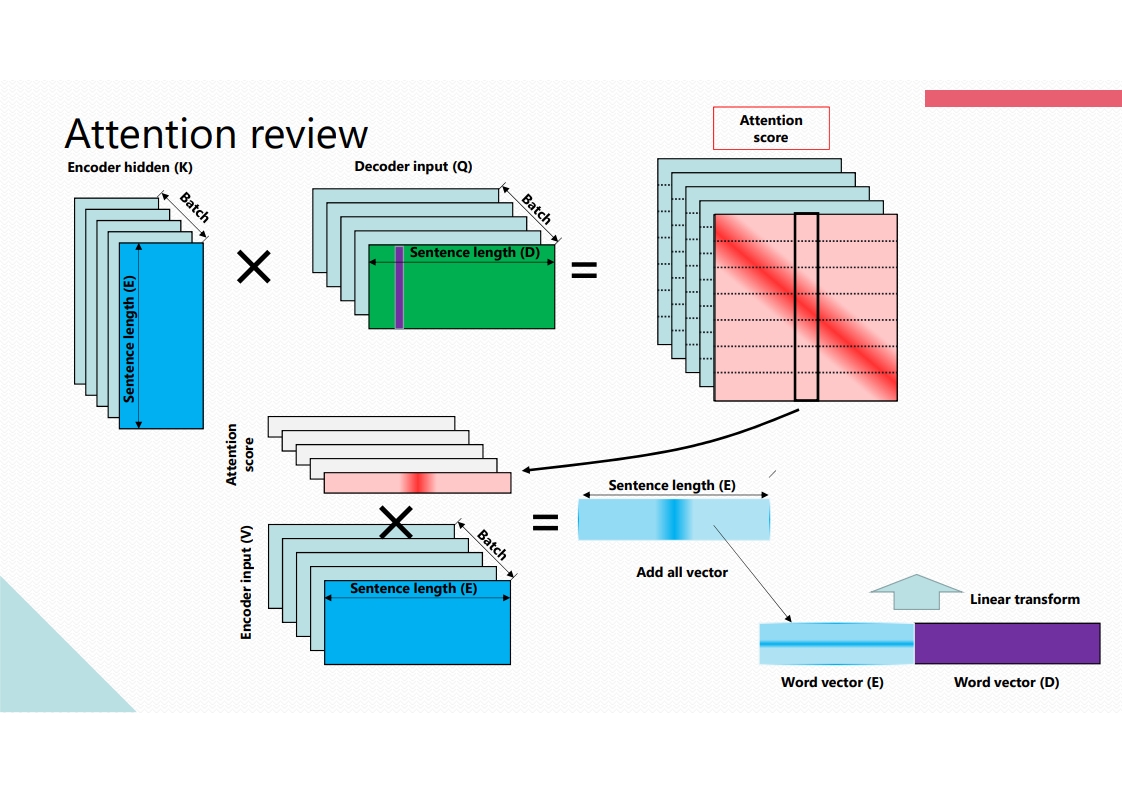 Attention review
Encoder hidden (K)
Decoder input (Q)
Attention
score
Batch
Batch
Sentence length (E)
Sentence length (D)
Attention
score
Sentence length (E)
Encoder input (V)
Batch
Sentence length (E)
Add all vector
Linear transform
Word vector (E)
Word vector (D)